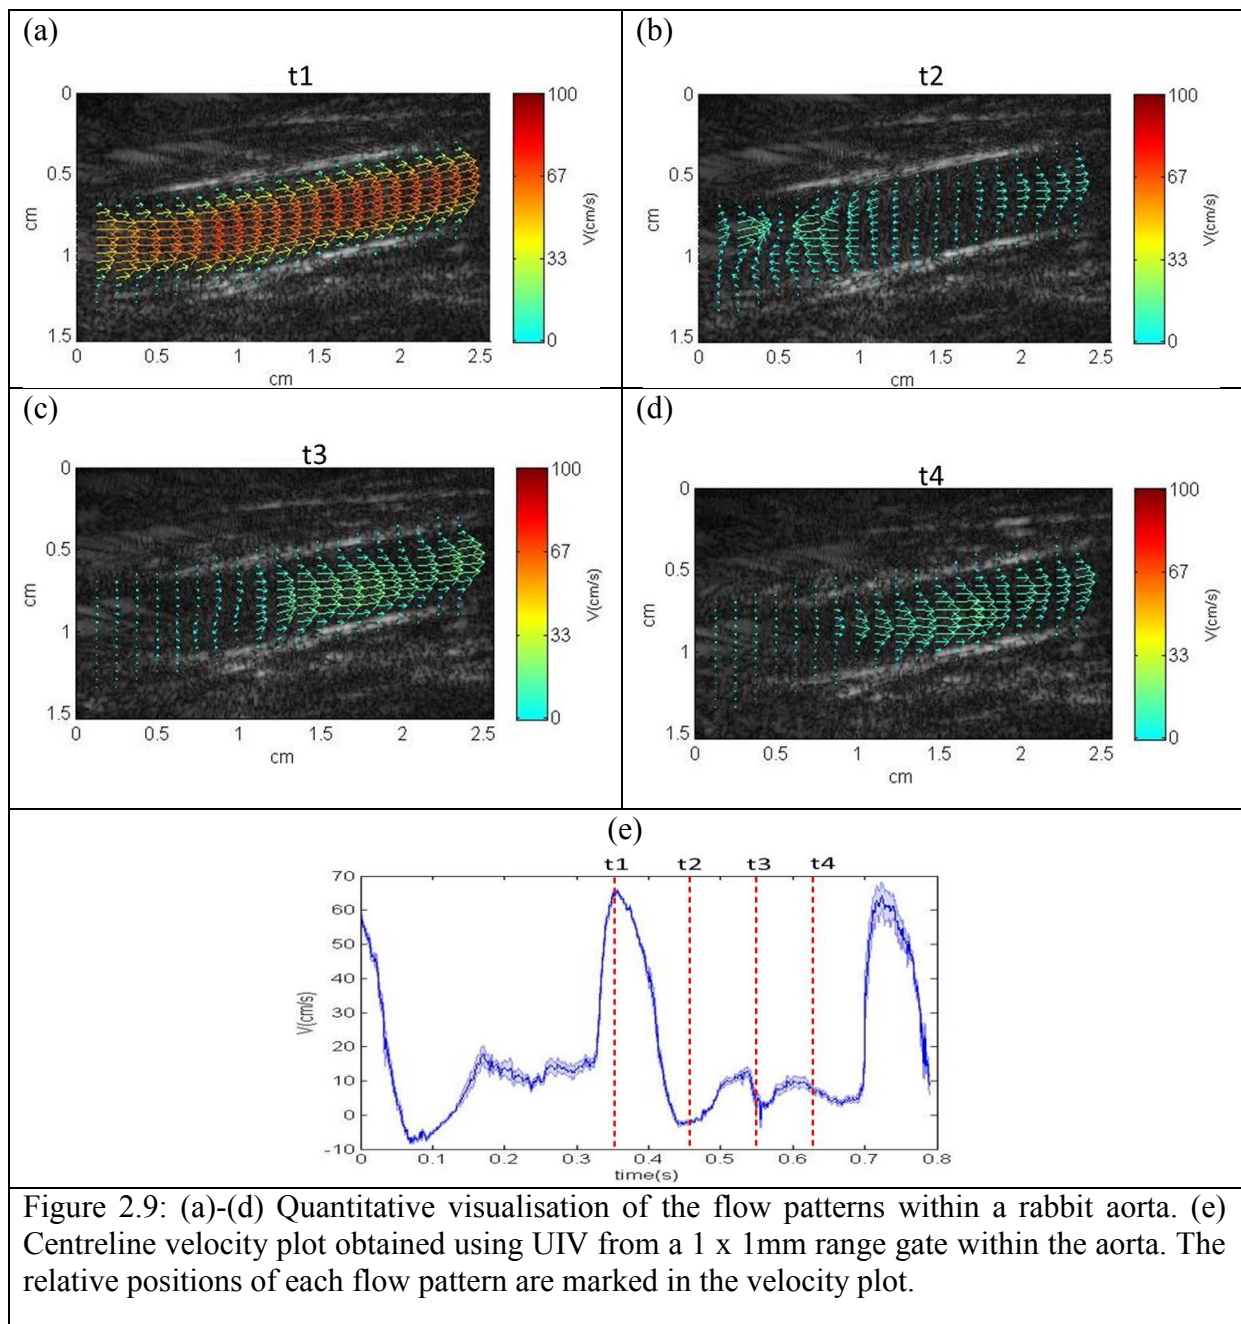 (a)
t1
0
0.5
1
1.5
cm
0 0.5 1 1.5 2 2.5
cm
100
67
33
0
V(cm/s)
(b)
t2
0
0.5
1
1.5
cm
0 0.5 1 1.5 2 2.5
cm
100
67
33
0
V(cm/s)
(c)
t3
0
0.5
1
1.5
cm
0 0.5 1 1.5 2 2.5
cm
100
67
33
0
V(cm/s)
(d)
t4
0
0.5
1
1.5
cm
0 0.5 1 1.5 2 2.5
cm
100
67
33
0
V(cm/s)
(e)
t1 t2 t3 t4
70
60
50
40
30
20
10
0
-10
V(cm/s)
0 0.1 0.2 0.3 0.4 0.5 0.6 0.7 0.8
time(s)
Figure 2.9: (a)-(d) Quantitative visualisation of the flow patterns within a rabbit aorta. (e)
Centreline velocity plot obtained using UIV from a 1 x 1mm range gate within the aorta. The
relative positions of each flow pattern are marked in the velocity plot.